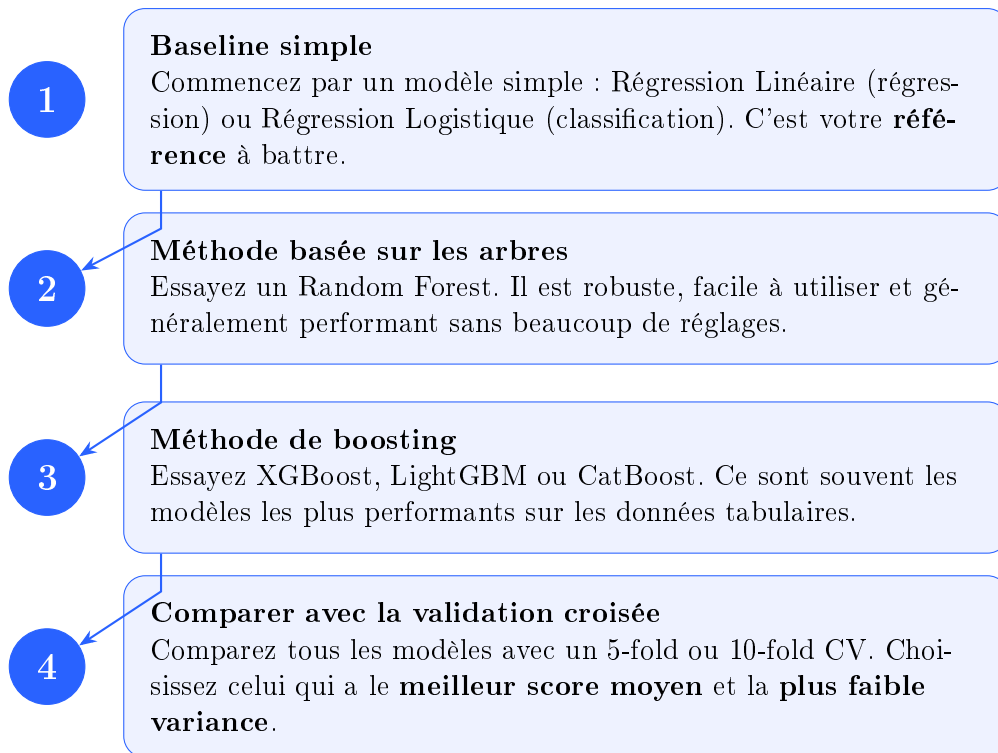 1
Baseline simple
Commencez par un modèle simple : Régression Linéaire (régres-
sion) ou Régression Logistique (classification). C'est votre réfé-
rence à battre.
2
Méthode basée sur les arbres
Essayez un Random Forest. Il est robuste, facile à utiliser et gé-
néralement performant sans beaucoup de réglages.
3
Méthode de boosting
Essayez XGBoost, LightGBM ou CatBoost. Ce sont souvent les
modèles les plus performants sur les données tabulaires.
4
Comparer avec la validation croisée
Comparez tous les modèles avec un 5-fold ou 10-fold CV. Choi-
sissez celui qui a le meilleur score moyen et la plus faible
variance.